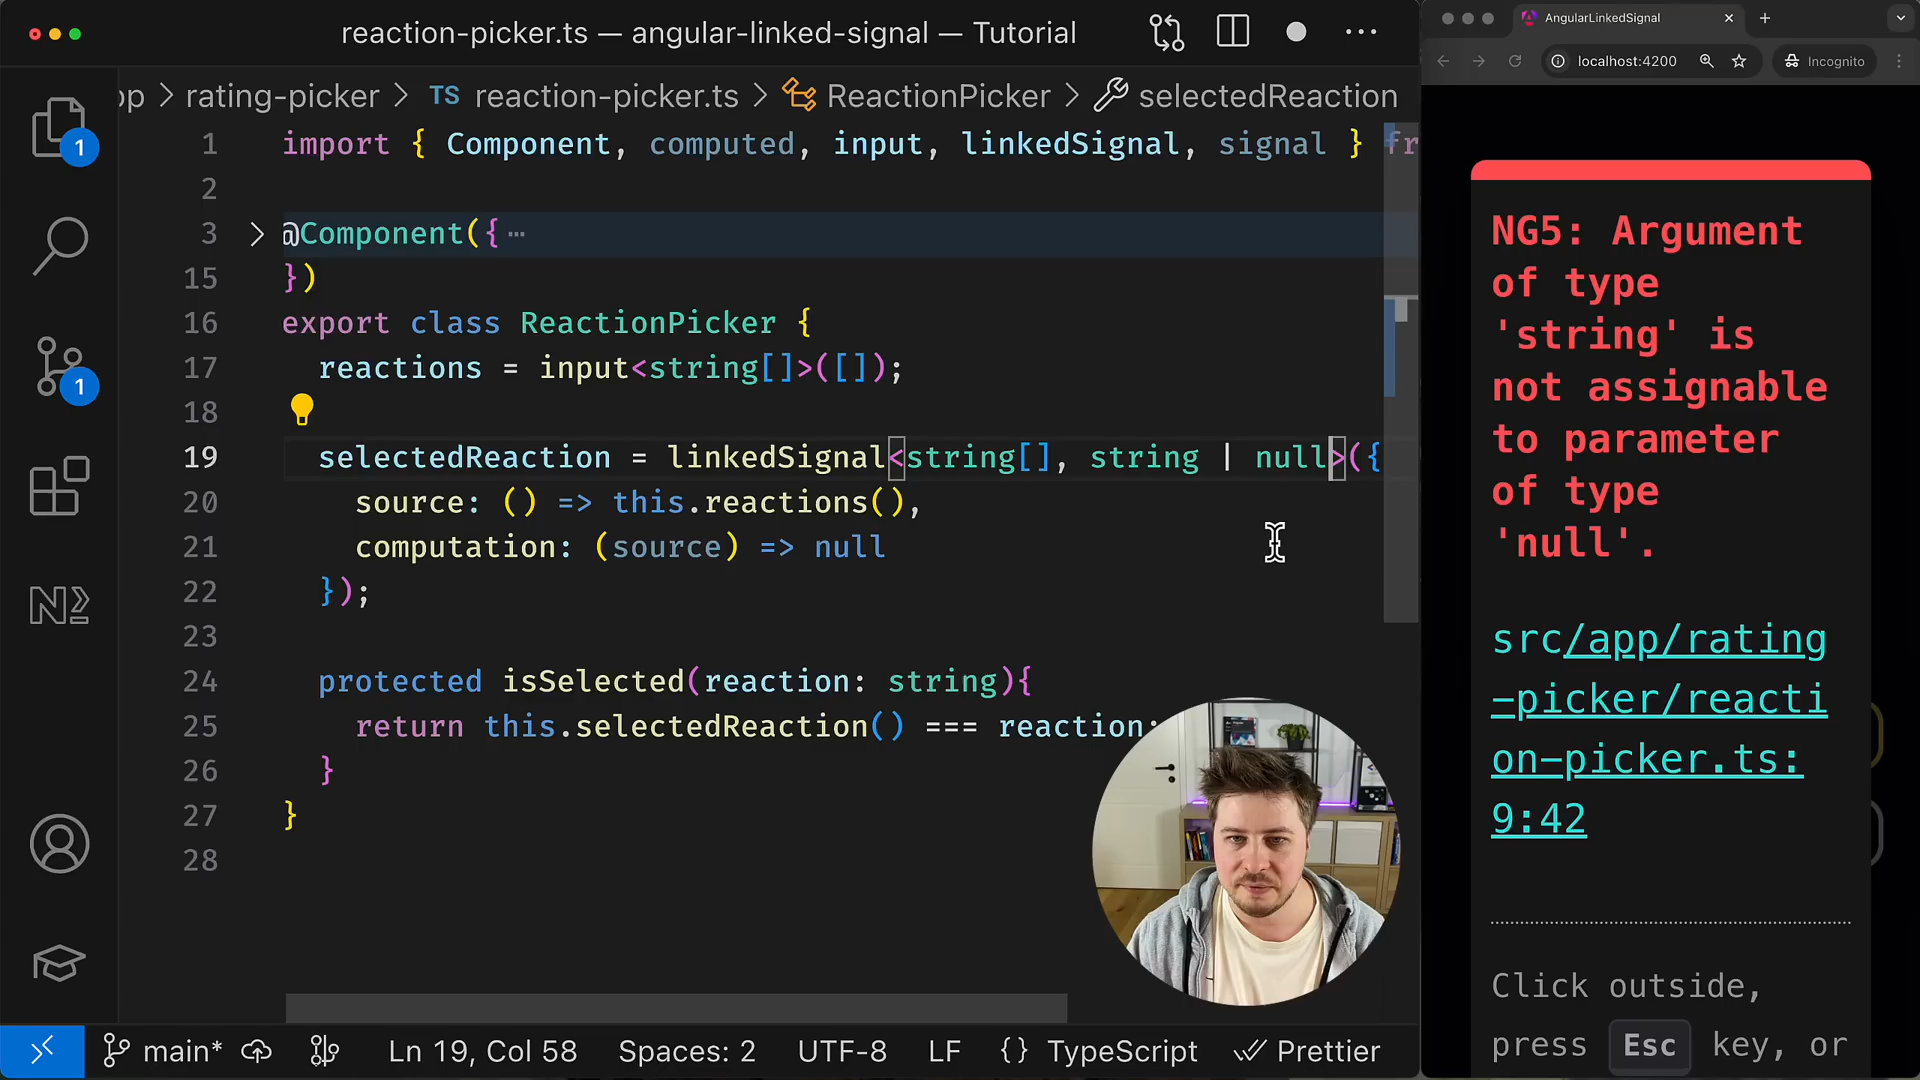 reaction-picker.ts — angular-linked-signal — Tutorial
AngularLinkedSignal
localhost:4200
Incognito
rating-picker > TS reaction-picker.ts > ReactionPicker > selectedReaction
1 import { Component, computed, input, linkedSignal, signal } fr
2
3 @Component({ ···
15 })
16 export class ReactionPicker {
17 reactions = input<string[]>([]);
18
19 selectedReaction = linkedSignal<string[], string | null>({
20 source: () => this.reactions(),
21 computation: (source) => null
22 });
23
24 protected isSelected(reaction: string){
25 return this.selectedReaction() === reaction;
26 }
27 }
28
1
1
NG5: Argument
of type
'string' is
not assignable
to parameter
of type
'null'.
src/app/rating
-picker/reacti
on-picker.ts:
9:42
Click outside,
press Esc key, or
main* Ln 19, Col 58 Spaces: 2 UTF-8 LF {} TypeScript Prettier